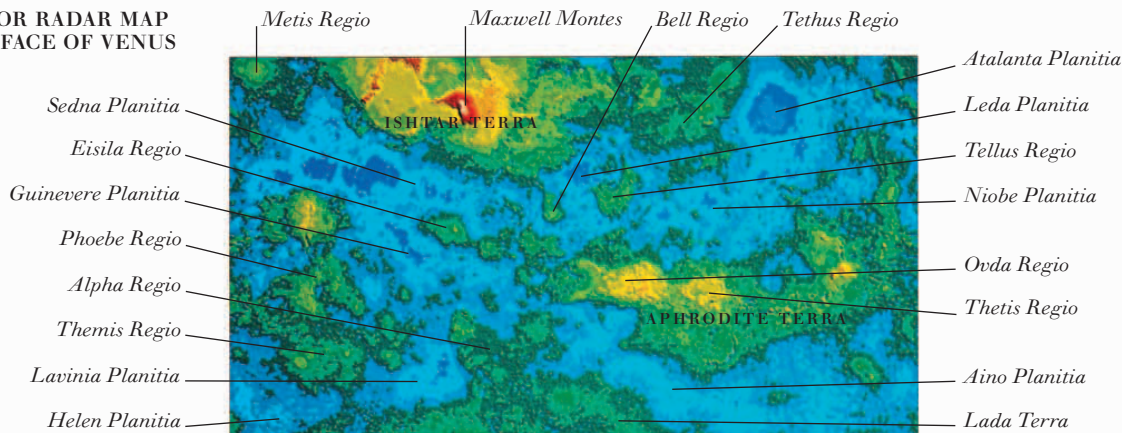 OR RADAR MAP
FACE OF VENUS
Metis Regio
Maxwell Montes
Bell Regio
Tethus Regio
Sedna Planitia
Eisila Regio
Guinevere Planitia
Phoebe Regio
Alpha Regio
Themis Regio
Lavinia Planitia
Helen Planitia
ISHTAR TERRA
APHRODITE TERRA
Atalanta Planitia
Leda Planitia
Tellus Regio
Niobe Planitia
Ovda Regio
Thetis Regio
Aino Planitia
Lada Terra